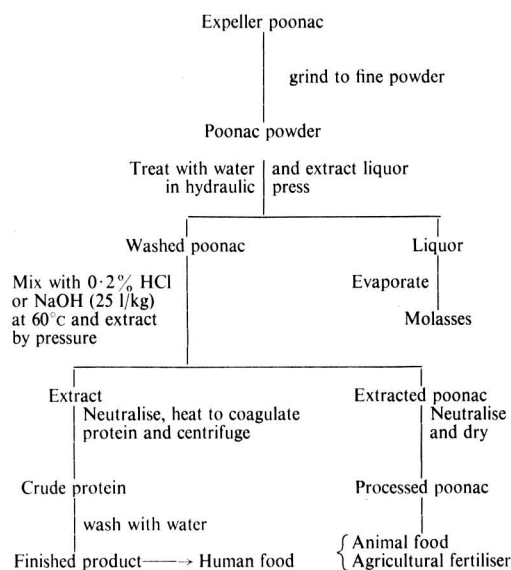 Expeller poonac
grind to fine powder
Poonac powder
Treat with water and extract liquor
in hydraulic press
Washed poonac Liquor
Mix with 0·2% HCl
or NaOH (25 l/kg)
at 60°c and extract
by pressure
Evaporate
Molasses
Extract Extracted poonac
Neutralise, heat to coagulate Neutralise
protein and centrifuge and dry
Crude protein Processed poonac
wash with water
Finished product → Human food
{ Animal food
Agricultural fertiliser